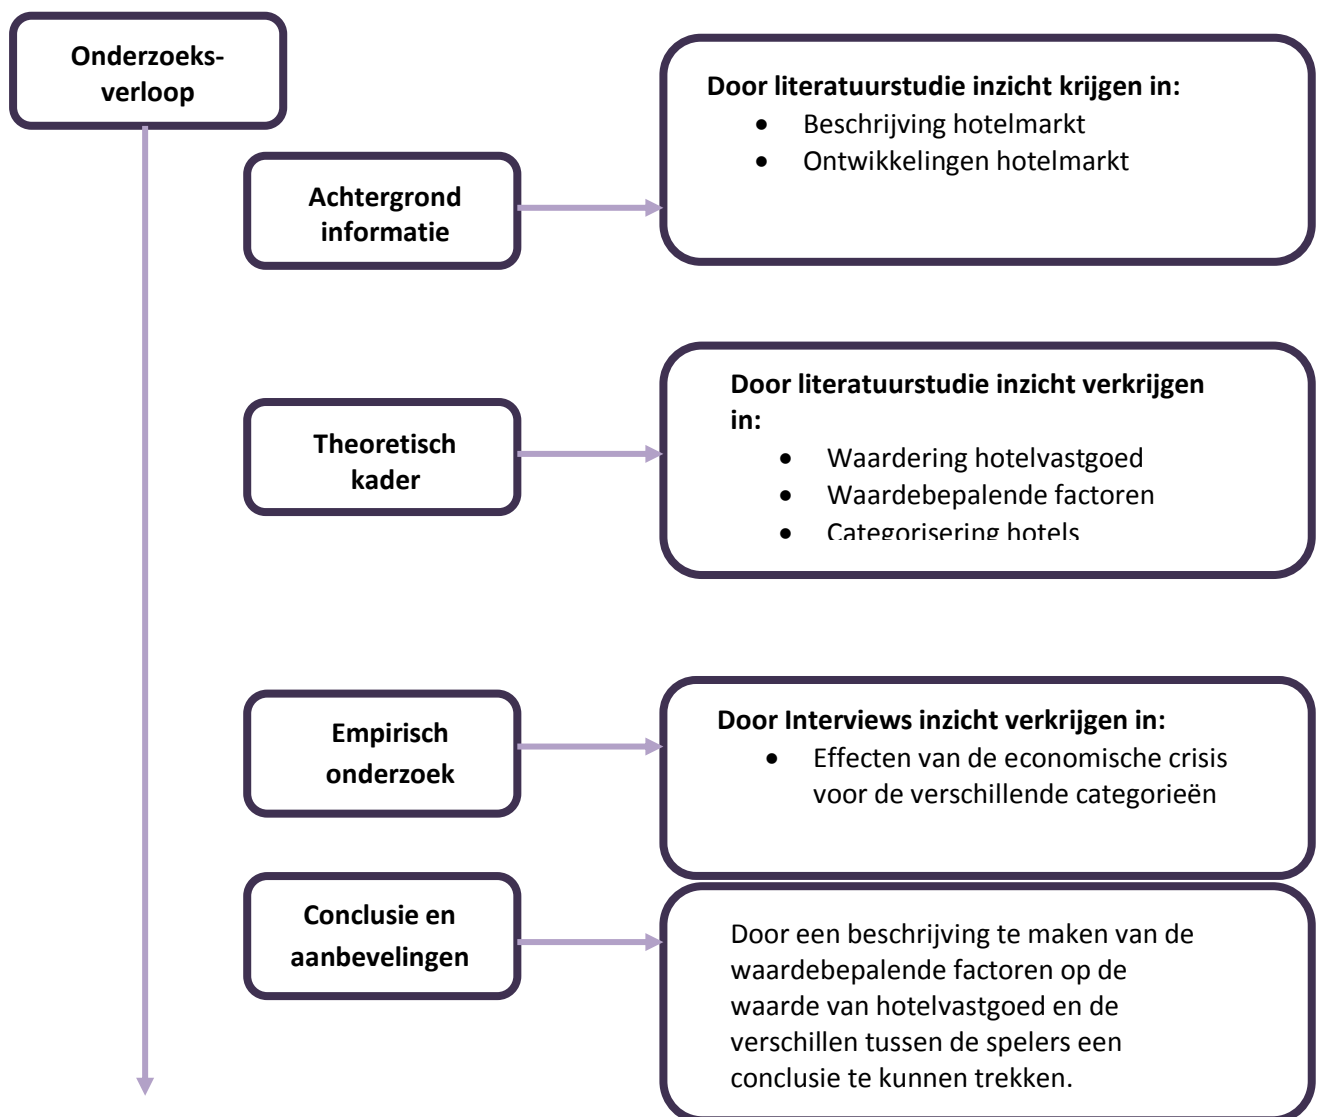 Onderzoeks-
verloop
Achtergrond
informatie
Door literatuurstudie inzicht krijgen in:
• Beschrijving hotelmarkt
• Ontwikkelingen hotelmarkt
Theoretisch
kader
Door literatuurstudie inzicht verkrijgen
in:
• Waardering hotelvastgoed
• Waardebepalende factoren
• Categorisering hotels
Empirisch
onderzoek
Door Interviews inzicht verkrijgen in:
• Effecten van de economische crisis
voor de verschillende categorieën
Conclusie en
aanbevelingen
Door een beschrijving te maken van de
waardebepalende factoren op de
waarde van hotelvastgoed en de
verschillen tussen de spelers een
conclusie te kunnen trekken.